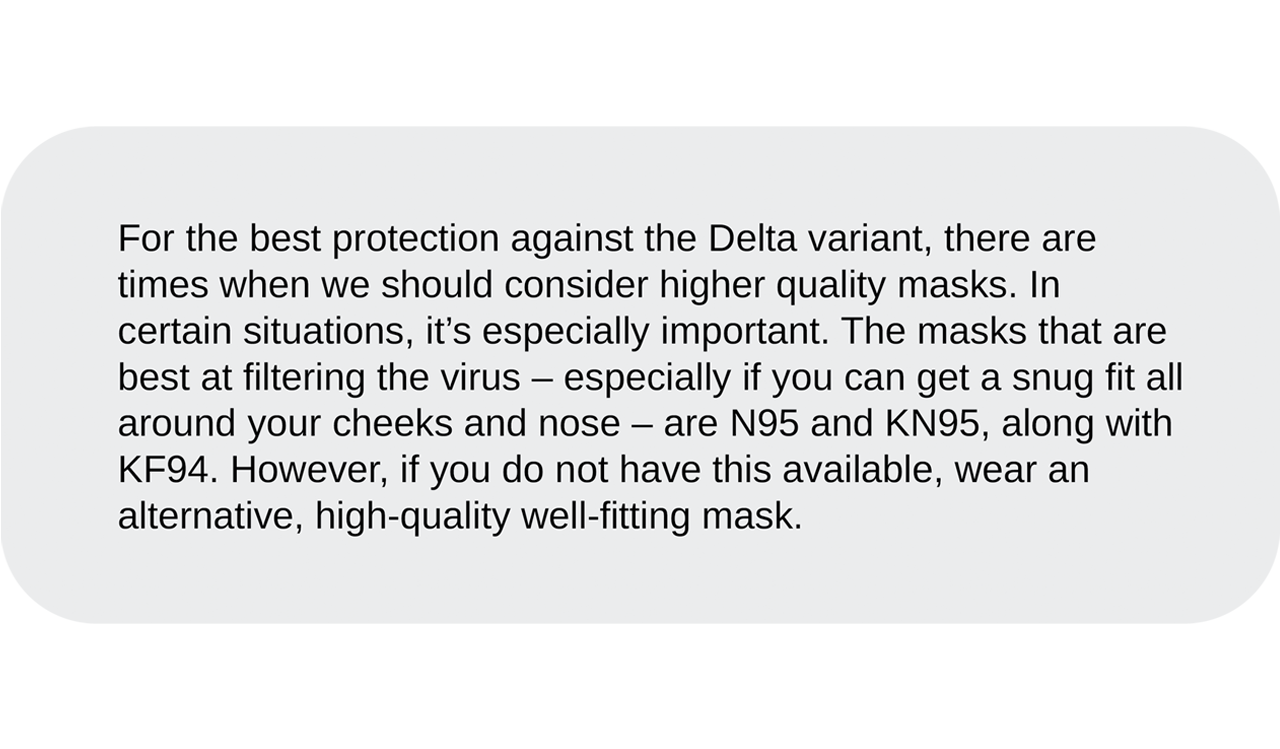 For the best protection against the Delta variant, there are
times when we should consider higher quality masks. In
certain situations, it’s especially important. The masks that are
best at filtering the virus – especially if you can get a snug fit all
around your cheeks and nose – are N95 and KN95, along with
KF94. However, if you do not have this available, wear an
alternative, high-quality well-fitting mask.